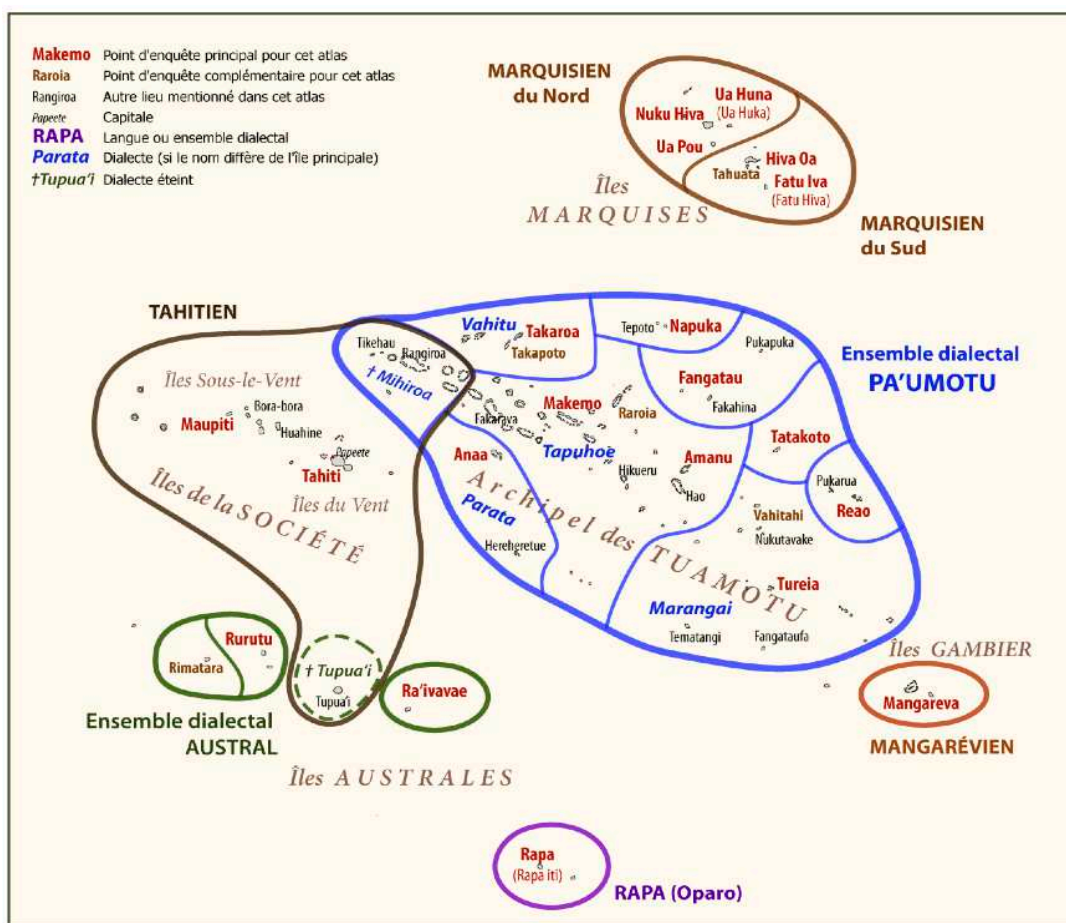 Makemo Point d'enquête principal pour cet atlas
Raroia Point d'enquête complémentaire pour cet atlas
Rangiroa Autre lieu mentionné dans cet atlas
Papeete Capitale
RAPA Langue ou ensemble dialectal
Parata Dialecte (si le nom diffère de l'île principale)
†Tupua'i Dialecte éteint
MARQUISIEN
du Nord
Ua Huna
(Ua Huka)
Nuku Hiva
Ua Pou
Hiva Oa
Tahuata
Fatu Iva
(Fatu Hiva)
Îles
MARQUISES
MARQUISIEN
du Sud
TAHITIEN
Vahitu
Takaroa
Takapoto
Tepoto
Napuka
Pukapuka
Tikehau
Rangiroa
† Mihiroa
Ensemble dialectal
PA'UMOTU
Îles Sous-le-Vent
Fangatau
Fakahina
Makemo
Raroia
Bora-bora
Maupiti
Huahine
Fakarava
Tapuhoe
Tatakoto
Papeete
Tahiti
Anaa
Amanu
Hikueru
Hao
Pukarua
Reao
Îles du Vent
Îles de la SOCIÉTÉ
Parata
Archipel des TUAMOTU
Vahitahi
Nukutavake
Hereheretue
Tureia
Marangai
Tematangi
Fangataufa
Îles GAMBIER
Mangareva
MANGARÉVIEN
Rurutu
Rimatara
† Tupua'i
Tupua'i
Ra'ivavae
Ensemble dialectal
AUSTRAL
Îles AUSTRALES
Rapa
(Rapa iti)
RAPA (Oparo)